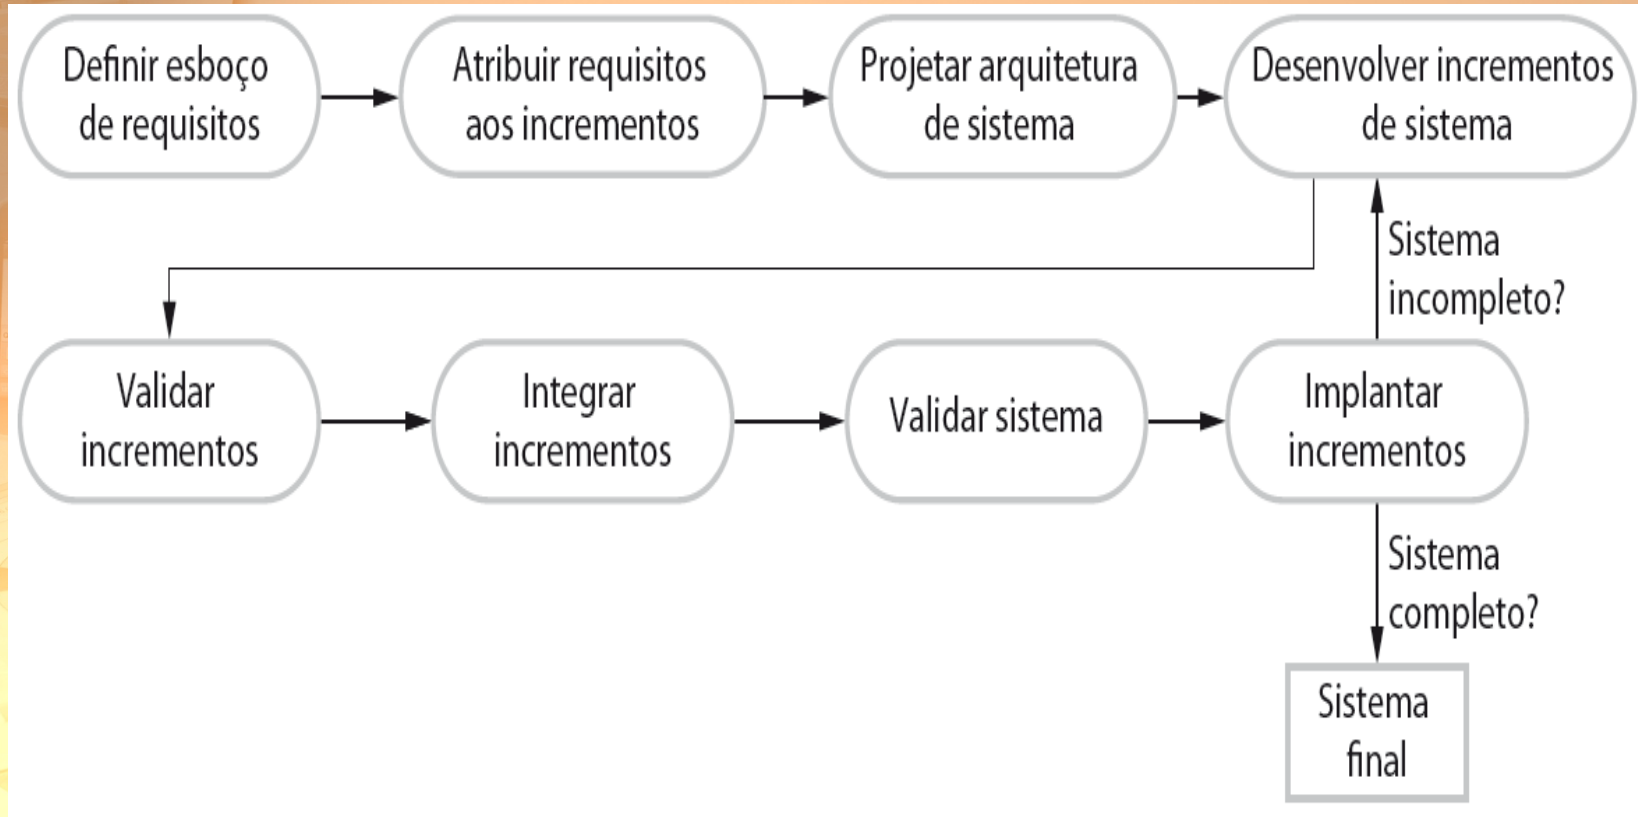 Definir esboço
de requisitos
Atribuir requisitos
aos incrementos
Projetar arquitetura
de sistema
Desenvolver incrementos
de sistema
Sistema
incompleto?
Validar
incrementos
Integrar
incrementos
Validar sistema
Implantar
incrementos
Sistema
completo?
Sistema
final